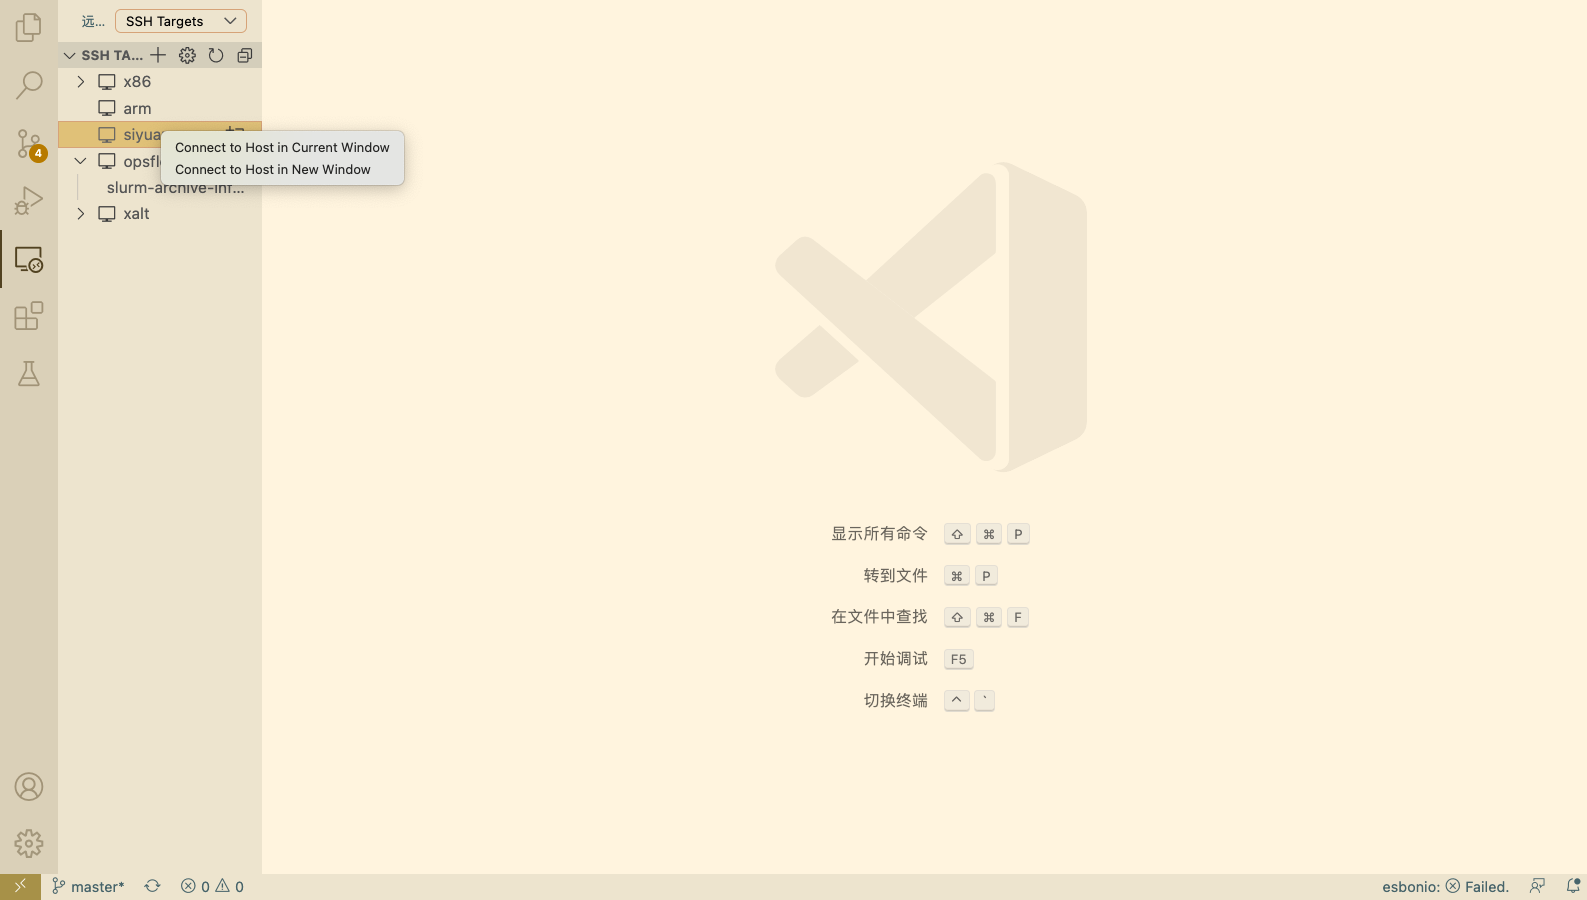 远... SSH Targets
SSH TA...
x86
arm
siyua
Connect to Host in Current Window
Connect to Host in New Window
opsfl
slurm-archive-inf...
xalt
4
显示所有命令 ⇧ ⌘ P
转到文件 ⌘ P
在文件中查找 ⇧ ⌘ F
开始调试 F5
切换终端 ^ `
master* 0 0
esbonio: Failed.